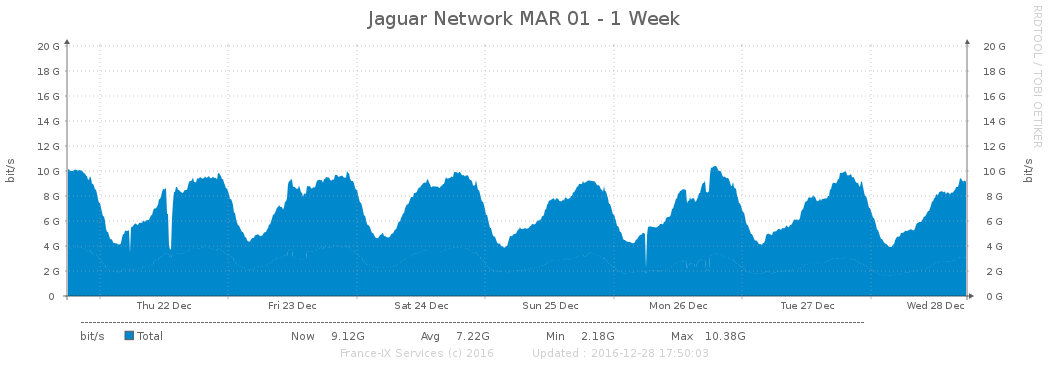 Jaguar Network MAR 01 - 1 Week
RRDTOOL / TOBI OETIKER
bit/s
bit/s
20 G 20 G
18 G 18 G
16 G 16 G
14 G 14 G
12 G 12 G
10 G 10 G
8 G 8 G
6 G 6 G
4 G 4 G
2 G 2 G
0 0 G
Thu 22 Dec Fri 23 Dec Sat 24 Dec Sun 25 Dec Mon 26 Dec Tue 27 Dec Wed 28 Dec
bit/s Total Now 9.12G Avg 7.22G Min 2.18G Max 10.38G
France-IX Services (c) 2016 Updated : 2016-12-28 17:50:03